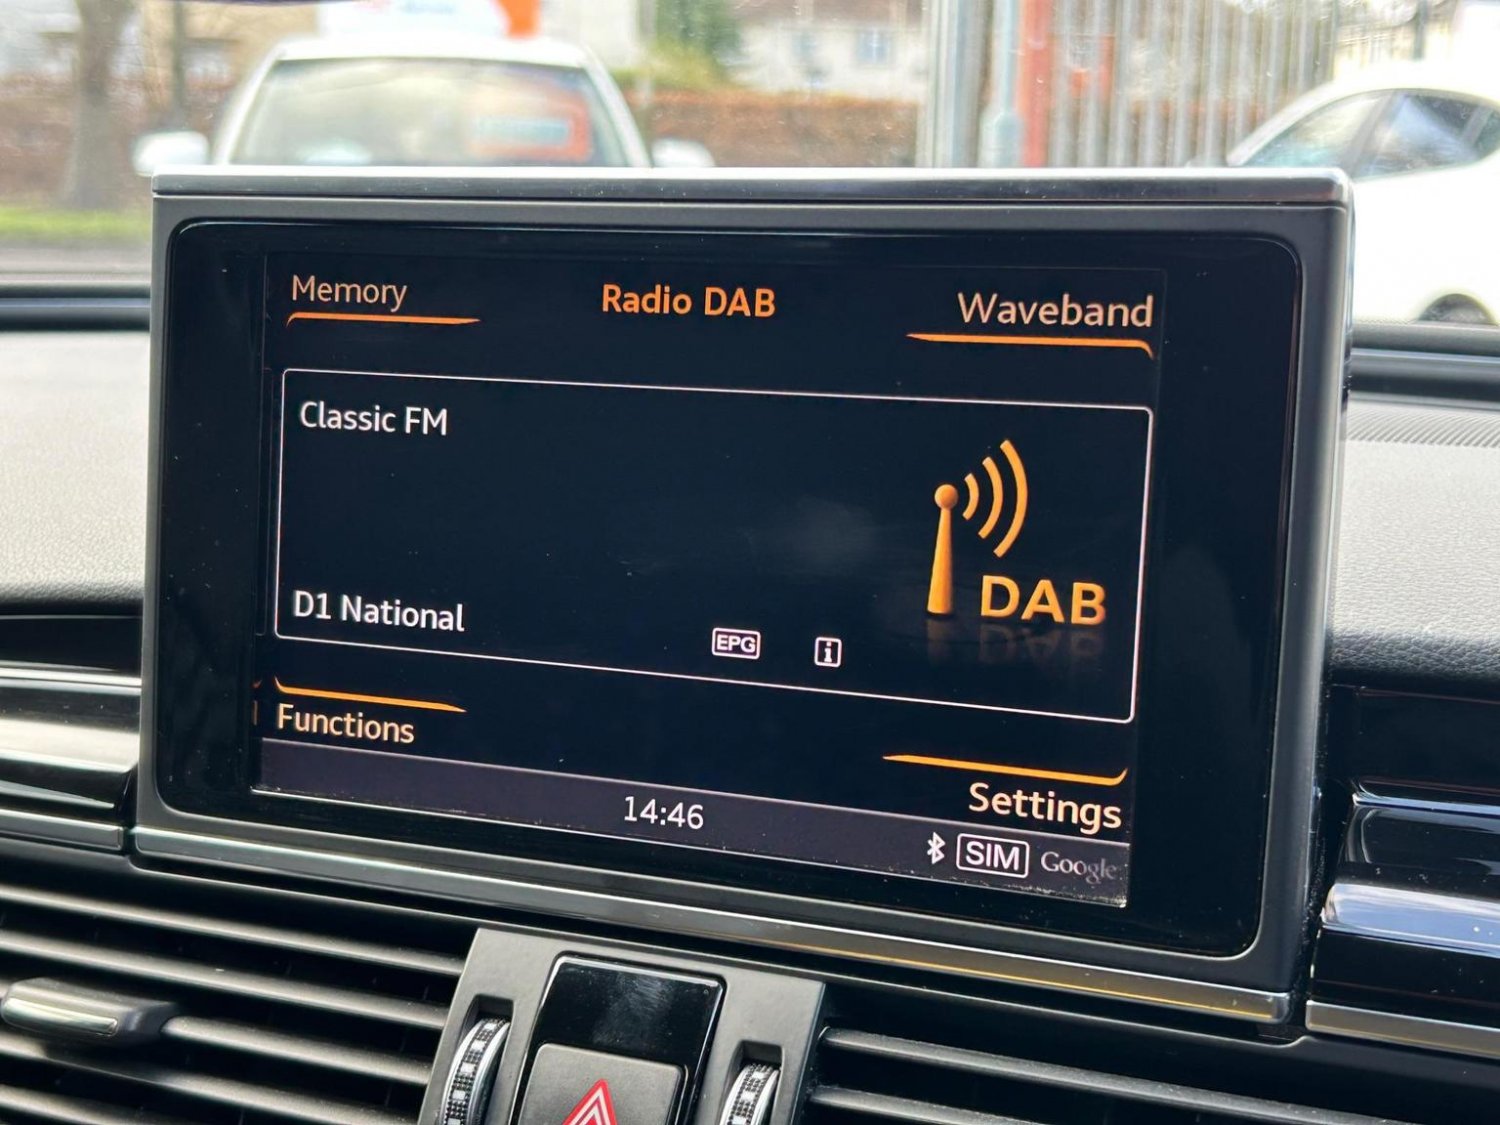 Memory
Radio DAB
Waveband
Classic FM
DAB
D1 National
EPG
i
Functions
Settings
14:46
SIM
Google